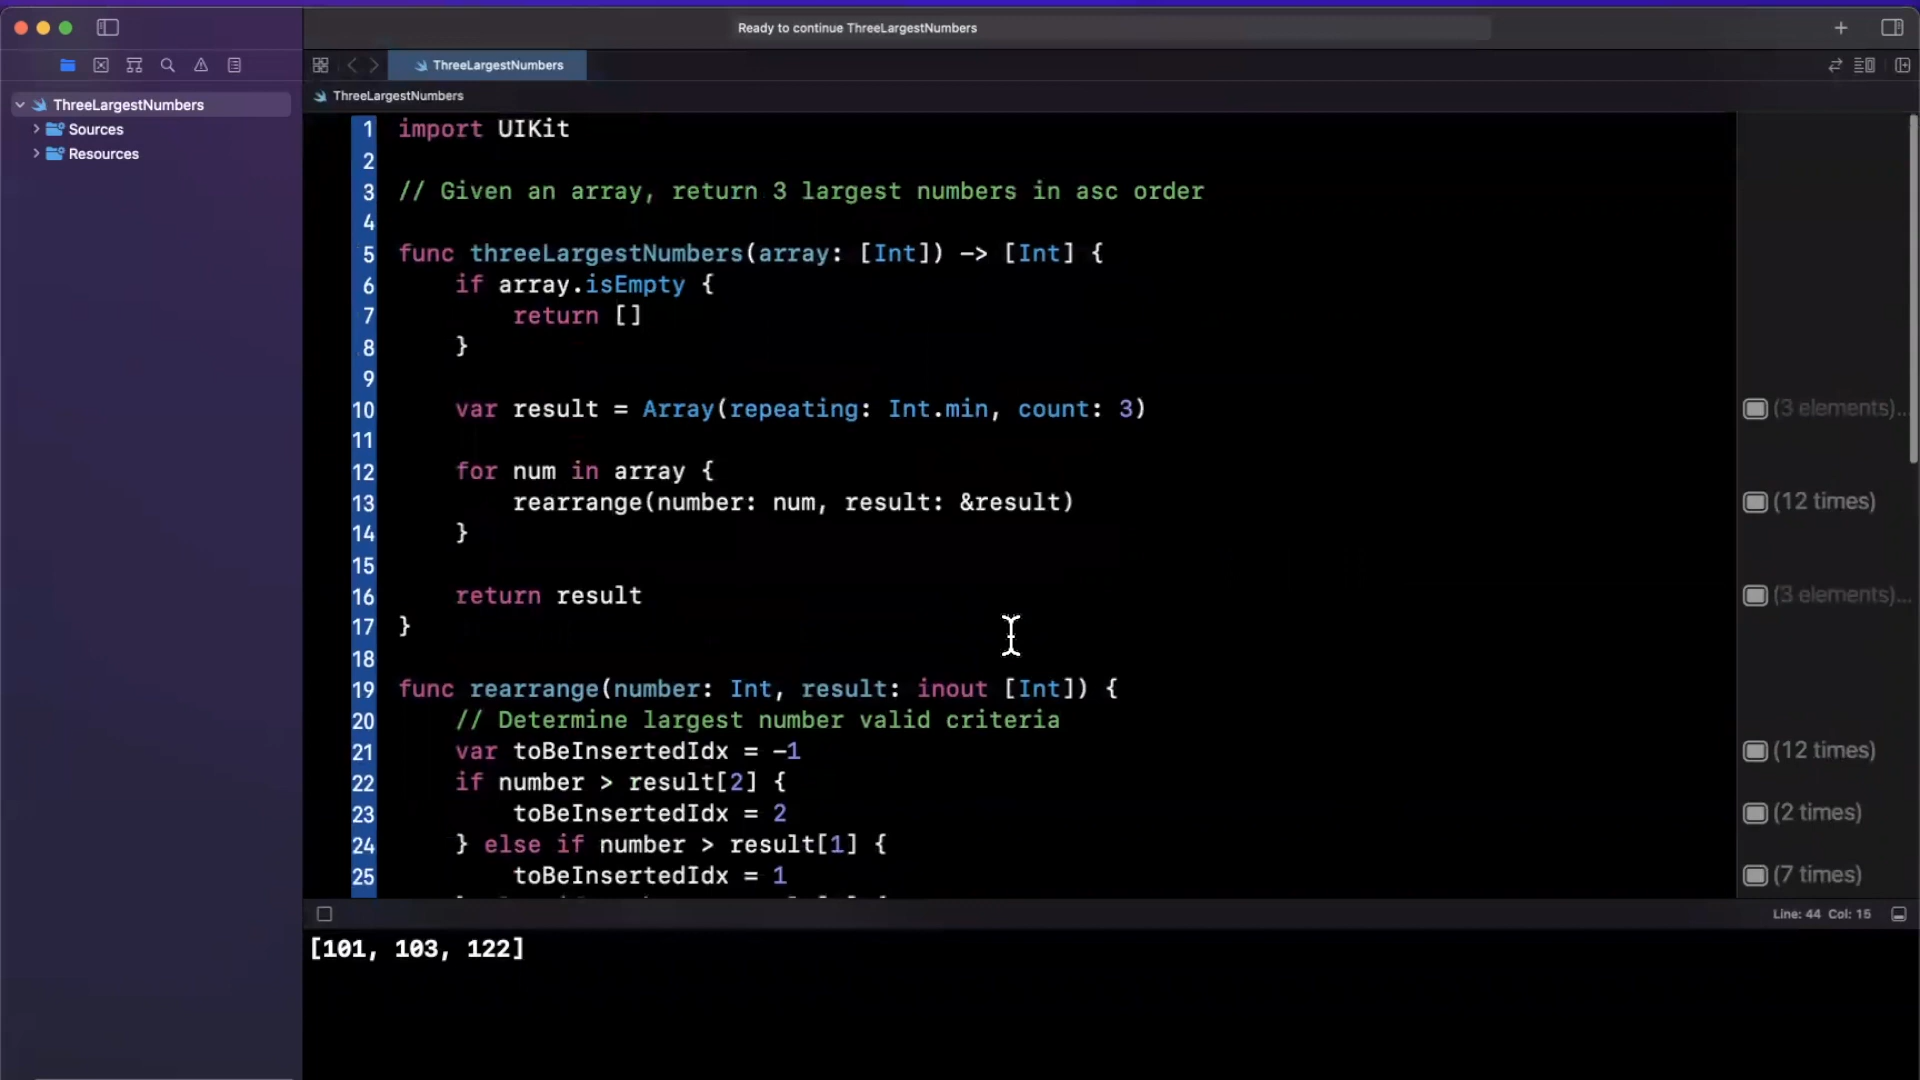 Ready to continue ThreeLargestNumbers
ThreeLargestNumbers
ThreeLargestNumbers
Sources
Resources
ThreeLargestNumbers
1 import UIKit
2
3 // Given an array, return 3 largest numbers in asc order
4
5 func threeLargestNumbers(array: [Int]) -> [Int] {
6 if array.isEmpty {
7 return []
8 }
9
10 var result = Array(repeating: Int.min, count: 3)
(3 elements)...
11
12 for num in array {
13 rearrange(number: num, result: &result)
(12 times)
14 }
15
16 return result
(3 elements)...
17 }
18
19 func rearrange(number: Int, result: inout [Int]) {
20 // Determine largest number valid criteria
21 var toBeInsertedIdx = -1
(12 times)
22 if number > result[2] {
23 toBeInsertedIdx = 2
(2 times)
24 } else if number > result[1] {
25 toBeInsertedIdx = 1
(7 times)
Line: 44 Col: 15
[101, 103, 122]